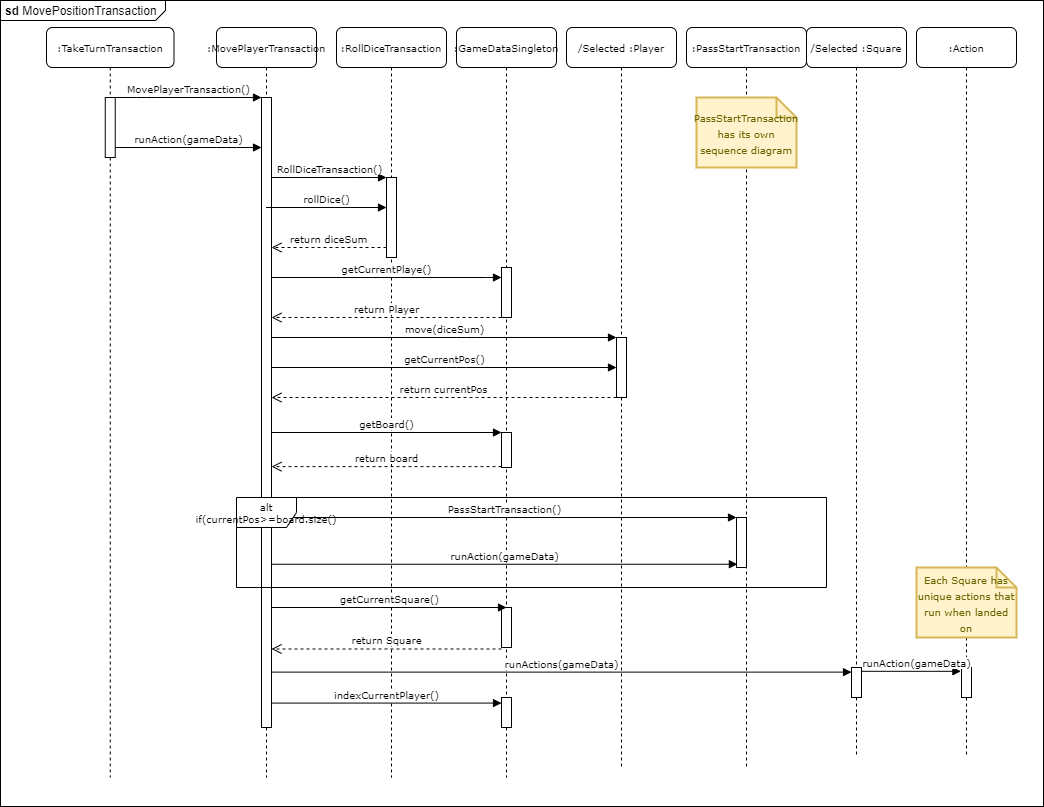 sd MovePositionTransaction
:TakeTurnTransaction
:MovePlayerTransaction
:RollDiceTransaction
:GameDataSingleton
/Selected :Player
:PassStartTransaction
/Selected :Square
:Action
MovePlayerTransaction()
PassStartTransaction
has its own
sequence diagram
runAction(gameData)
RollDiceTransaction()
rollDice()
return diceSum
getCurrentPlaye()
return Player
move(diceSum)
getCurrentPos()
return currentPos
getBoard()
return board
alt
if(currentPos>=board.size()
PassStartTransaction()
runAction(gameData)
Each Square has
unique actions that
run when landed
on
getCurrentSquare()
return Square
runActions(gameData)
runAction(gameData)
indexCurrentPlayer()